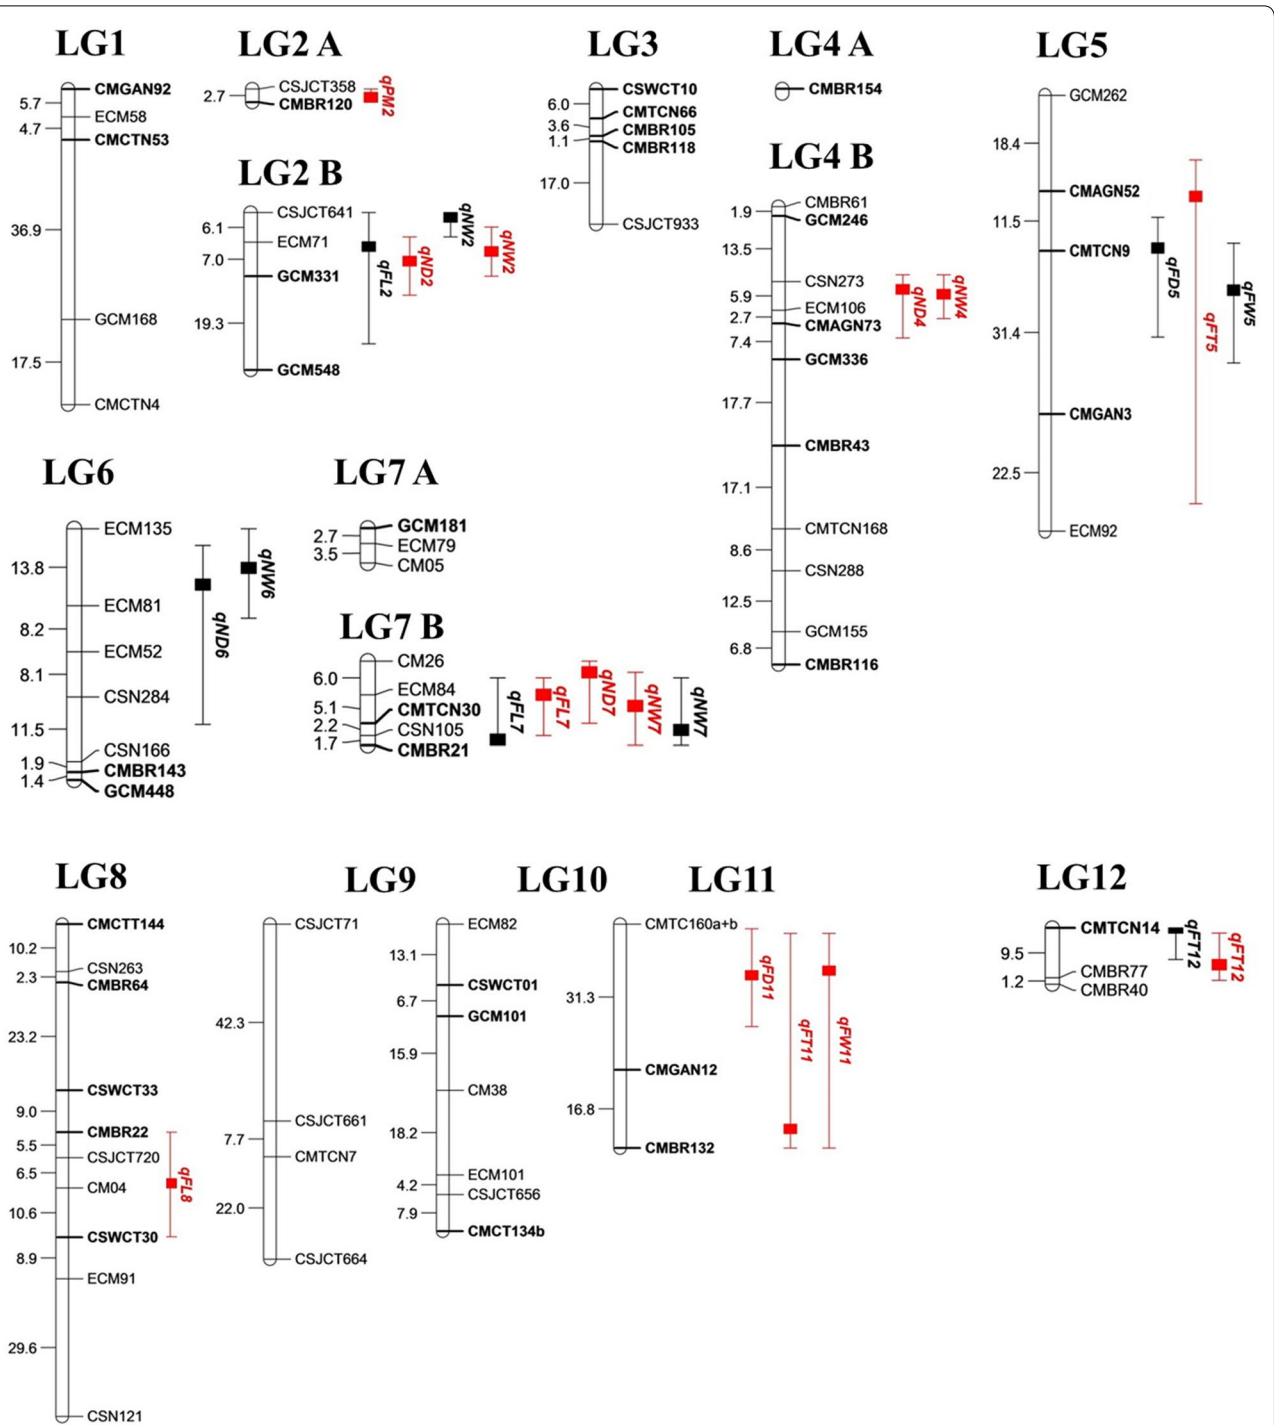 LG1
CMGAN92
5.7
ECM58
4.7
CMCTN53
36.9
GCM168
17.5
CMCTN4
LG2 A
CSJCT358
2.7
CMBR120
qPM2
LG2 B
CSJCT641
6.1
ECM71
7.0
GCM331
19.3
GCM548
qFL2
qND2
qNW2
qNW2
LG3
CSWCT10
6.0
CMTCN66
3.6
CMBR105
1.1
CMBR118
17.0
CSJCT933
LG4 A
CMBR154
LG4 B
CMBR61
1.9
GCM246
13.5
CSN273
5.9
ECM106
2.7
CMAGN73
7.4
GCM336
17.7
CMBR43
17.1
CMTCN168
8.6
CSN288
12.5
GCM155
6.8
CMBR116
qND4
qNW4
LG5
GCM262
18.4
CMAGN52
11.5
CMTCN9
31.4
CMGAN3
22.5
ECM92
qFD5
qFT5
qFW5
LG6
ECM135
13.8
ECM81
8.2
ECM52
8.1
CSN284
11.5
CSN166
1.9
CMBR143
1.4
GCM448
qND6
qNW6
LG7 A
GCM181
2.7
ECM79
3.5
CM05
LG7 B
CM26
6.0
ECM84
5.1
CMTCN30
2.2
CSN105
1.7
CMBR21
qFL7
qFL7
qND7
qNW7
qNW7
LG8
CMCTT144
10.2
CSN263
2.3
CMBR64
23.2
CSWCT33
9.0
CMBR22
5.5
CSJCT720
6.5
CM04
10.6
CSWCT30
8.9
ECM91
29.6
CSN121
qFL8
LG9
CSJCT71
42.3
CSJCT661
7.7
CMTCN7
22.0
CSJCT664
LG10
ECM82
13.1
CSWCT01
6.7
GCM101
15.9
CM38
18.2
ECM101
4.2
CSJCT656
7.9
CMCT134b
LG11
CMTC160a+b
31.3
CMGAN12
16.8
CMBR132
qFD11
qFT11
qFW11
LG12
CMTCN14
9.5
CMBR77
1.2
CMBR40
qFT12
qFT12